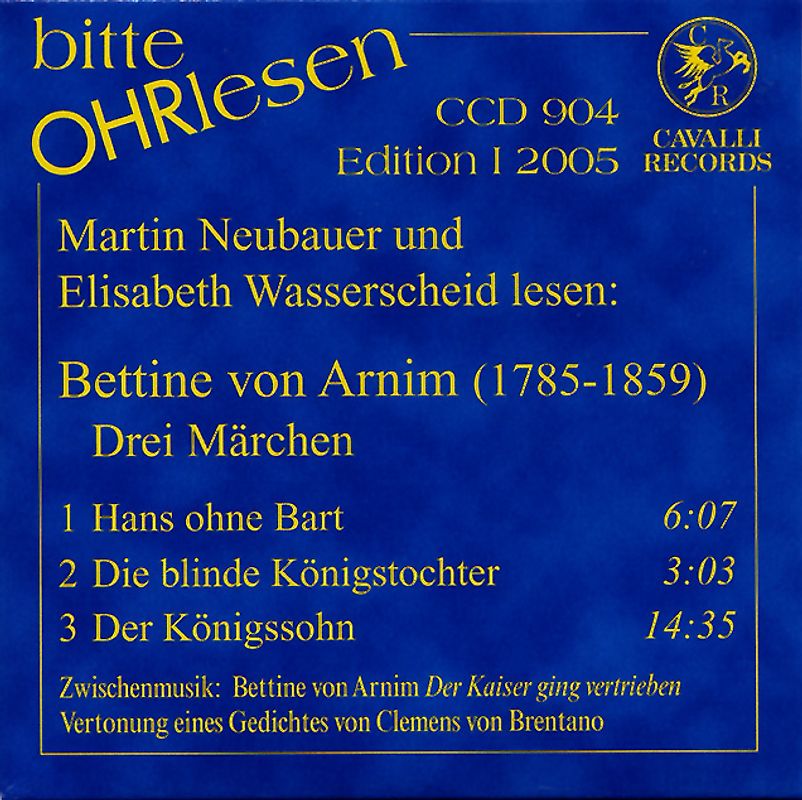 bitte
OHRlesen
CCD 904
Edition I 2005
C R
CAVALLI
RECORDS
Martin Neubauer und
Elisabeth Wasserscheid lesen:
Bettine von Arnim (1785-1859)
Drei Märchen
1 Hans ohne Bart 6:07
2 Die blinde Königstochter 3:03
3 Der Königssohn 14:35
Zwischenmusik: Bettine von Arnim Der Kaiser ging vertrieben
Vertonung eines Gedichtes von Clemens von Brentano